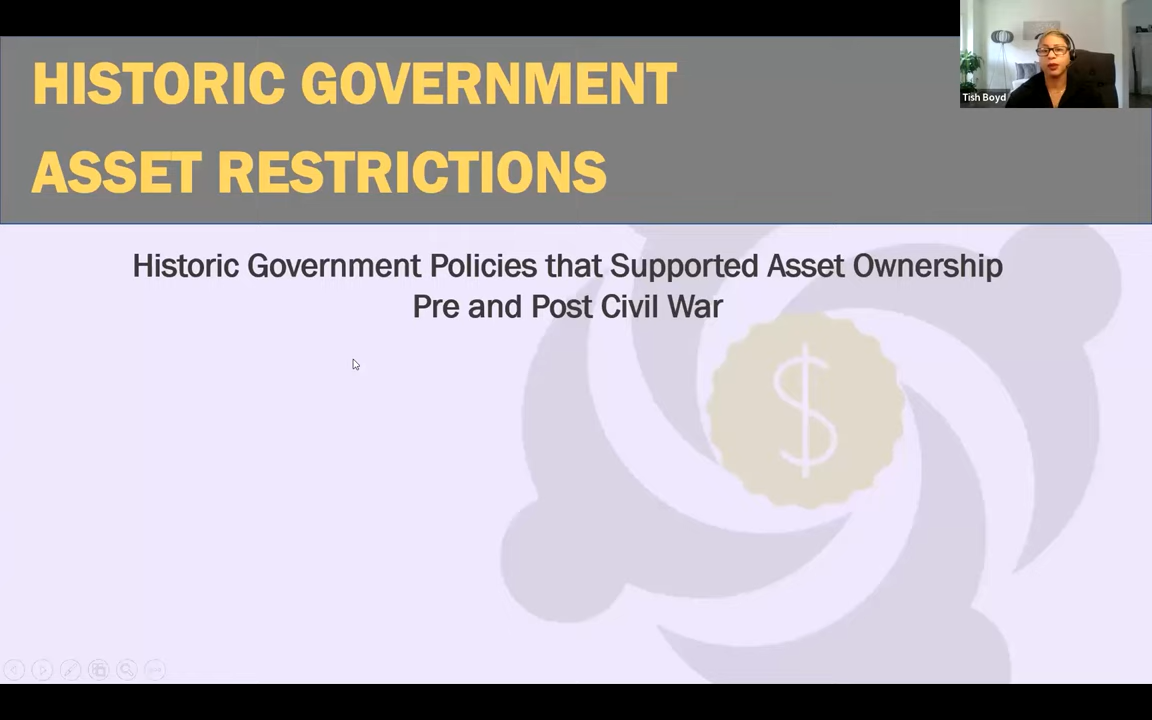 HISTORIC GOVERNMENT
ASSET RESTRICTIONS
Tish Boyd
Historic Government Policies that Supported Asset Ownership
Pre and Post Civil War
$